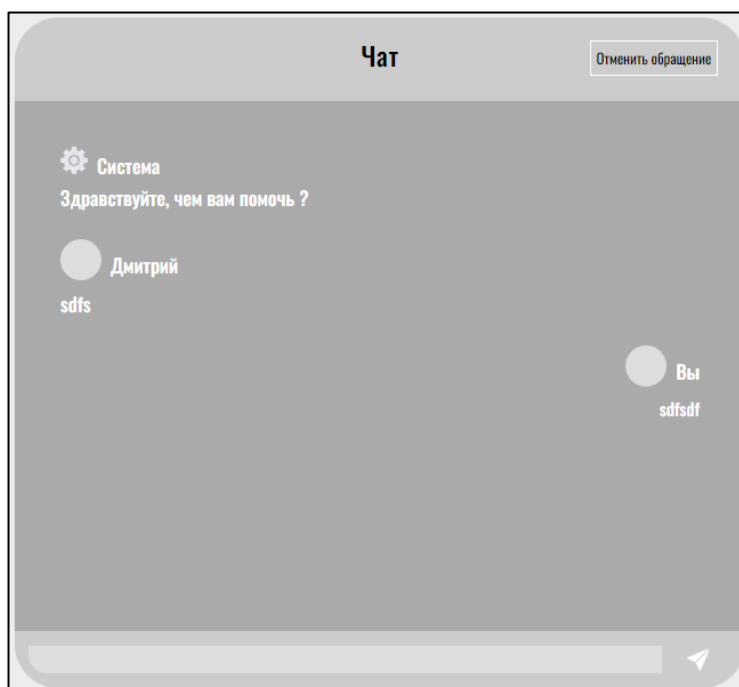 Чат
Отменить обращение
Система
Здравствуйте, чем вам помочь ?
Дмитрий
sdfs
Вы
sdfsdf